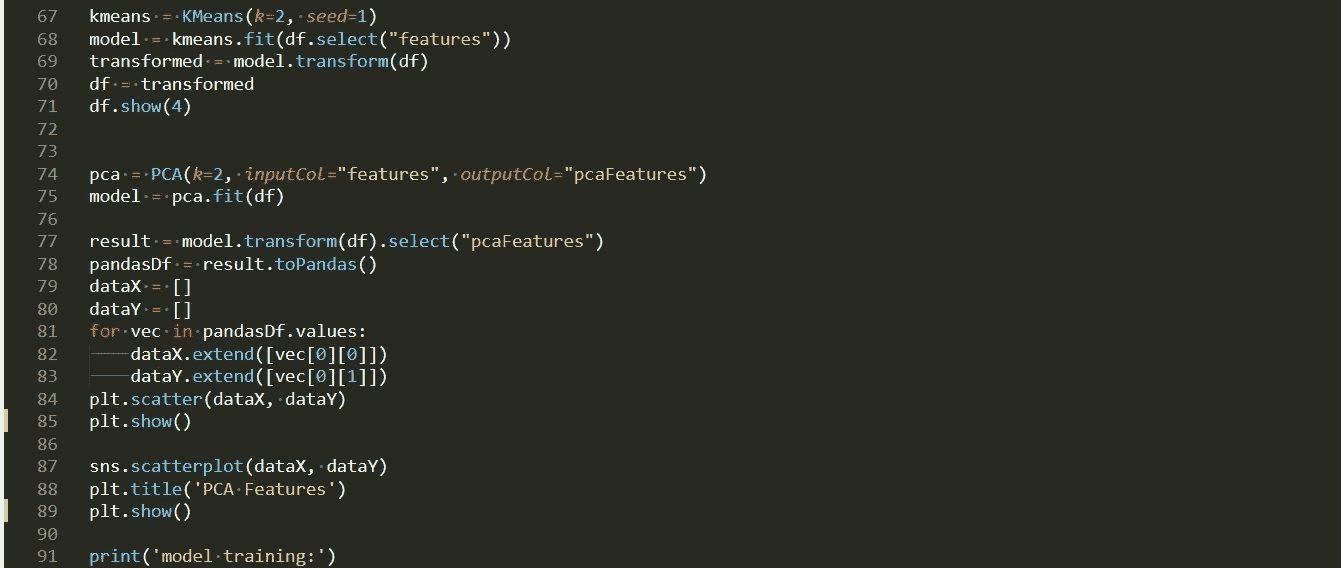 67 kmeans = KMeans(k=2, seed=1)
68 model = kmeans.fit(df.select("features"))
69 transformed = model.transform(df)
70 df = transformed
71 df.show(4)
72
73
74 pca = PCA(k=2, inputCol="features", outputCol="pcaFeatures")
75 model = pca.fit(df)
76
77 result = model.transform(df).select("pcaFeatures")
78 pandasDf = result.toPandas()
79 dataX = []
80 dataY = []
81 for vec in pandasDf.values:
82     dataX.extend([vec[0][0]])
83     dataY.extend([vec[0][1]])
84 plt.scatter(dataX, dataY)
85 plt.show()
86
87 sns.scatterplot(dataX, dataY)
88 plt.title('PCA Features')
89 plt.show()
90
91 print('model training:')